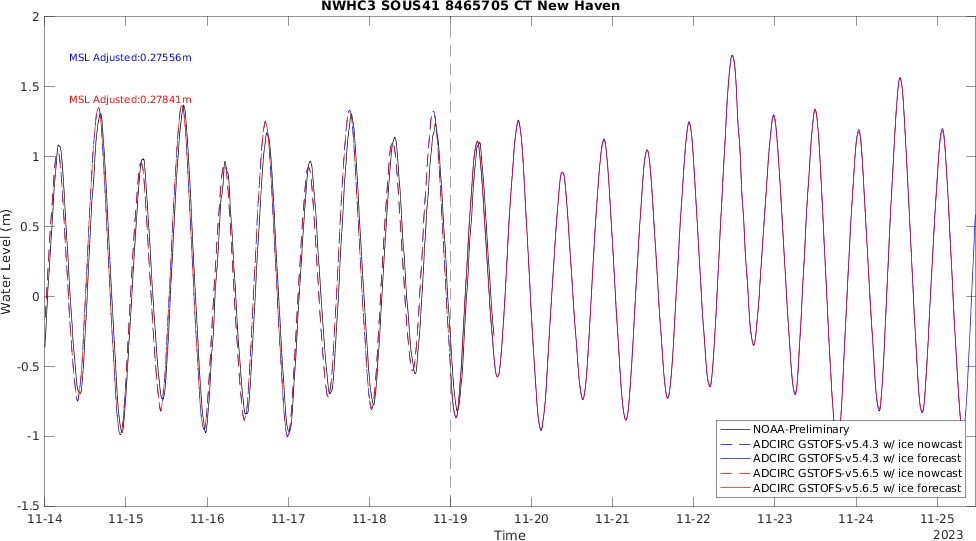 NWHC3 SOUS41 8465705 CT New Haven
MSL Adjusted:0.27556m
MSL Adjusted:0.27841m
Water Level (m)
2
1.5
1
0.5
0
-0.5
-1
-1.5
NOAA-Preliminary
ADCIRC GSTOFS-v5.4.3 w/ ice nowcast
ADCIRC GSTOFS-v5.4.3 w/ ice forecast
ADCIRC GSTOFS-v5.6.5 w/ ice nowcast
ADCIRC GSTOFS-v5.6.5 w/ ice forecast
11-14 11-15 11-16 11-17 11-18 11-19 11-20 11-21 11-22 11-23 11-24 11-25
Time
2023